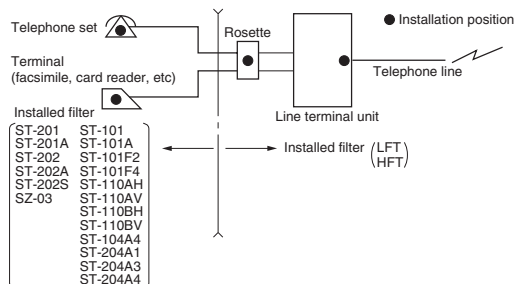 Telephone set
Rosette
● Installation position
Terminal
(facsimile, card reader, etc)
Telephone line
Line terminal unit
Installed filter
ST-201 ST-101
ST-201A ST-101A
ST-202 ST-101F2
ST-202A ST-101F4
ST-202S ST-110AH
SZ-03 ST-110AV
ST-110BH
ST-110BV
ST-104A4
ST-204A1
ST-204A3
ST-204A4
Installed filter (LFT
HFT)